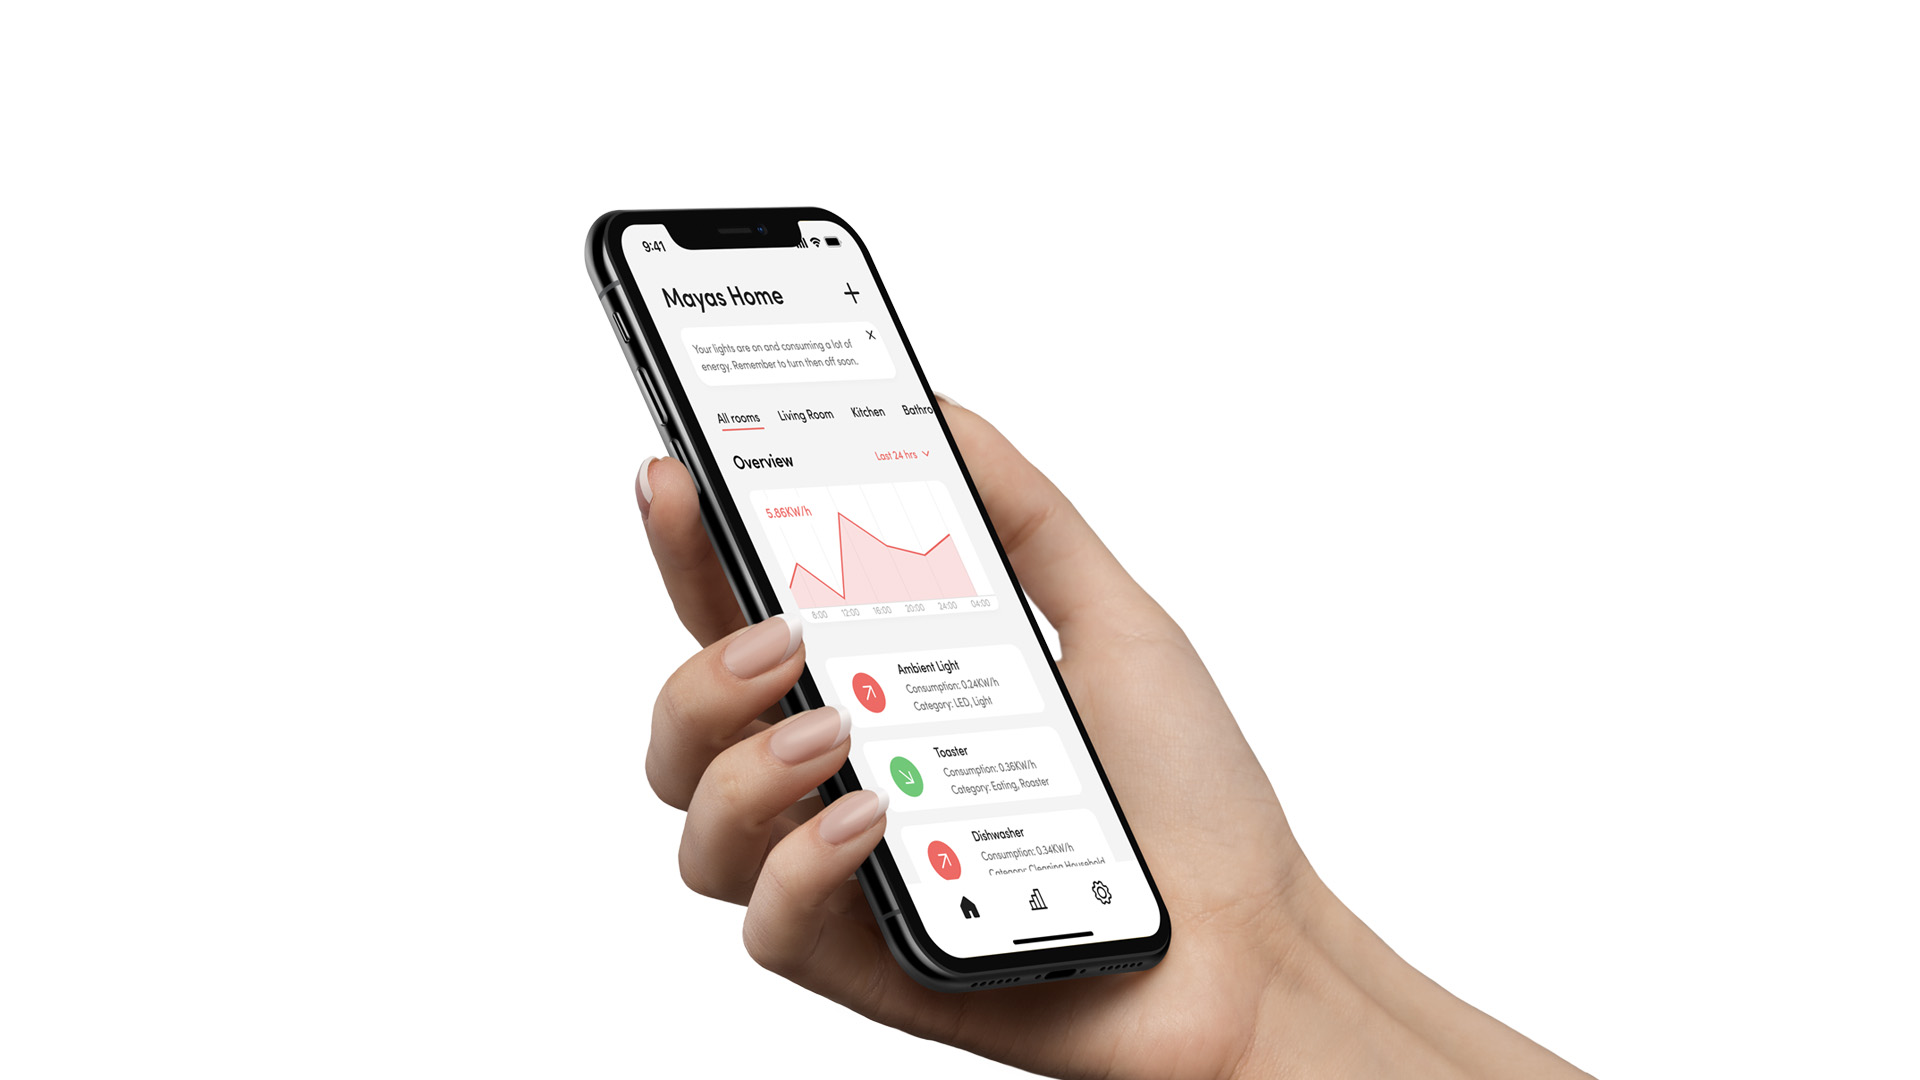 9:41
Mayas Home
Your lights are on and consuming a lot of
energy. Remember to turn then off soon.
All rooms Living Room Kitchen Bathro
Overview Last 24 hrs
5.86KW/h
8:00 12:00 16:00 20:00 24:00 04:00
Ambient Light
Consumption: 0.24KW/h
Category: LED, Light
Toaster
Consumption: 0.36KW/h
Category: Eating, Roaster
Dishwasher
Consumption: 0.34KW/h
Category: Cleaning Household